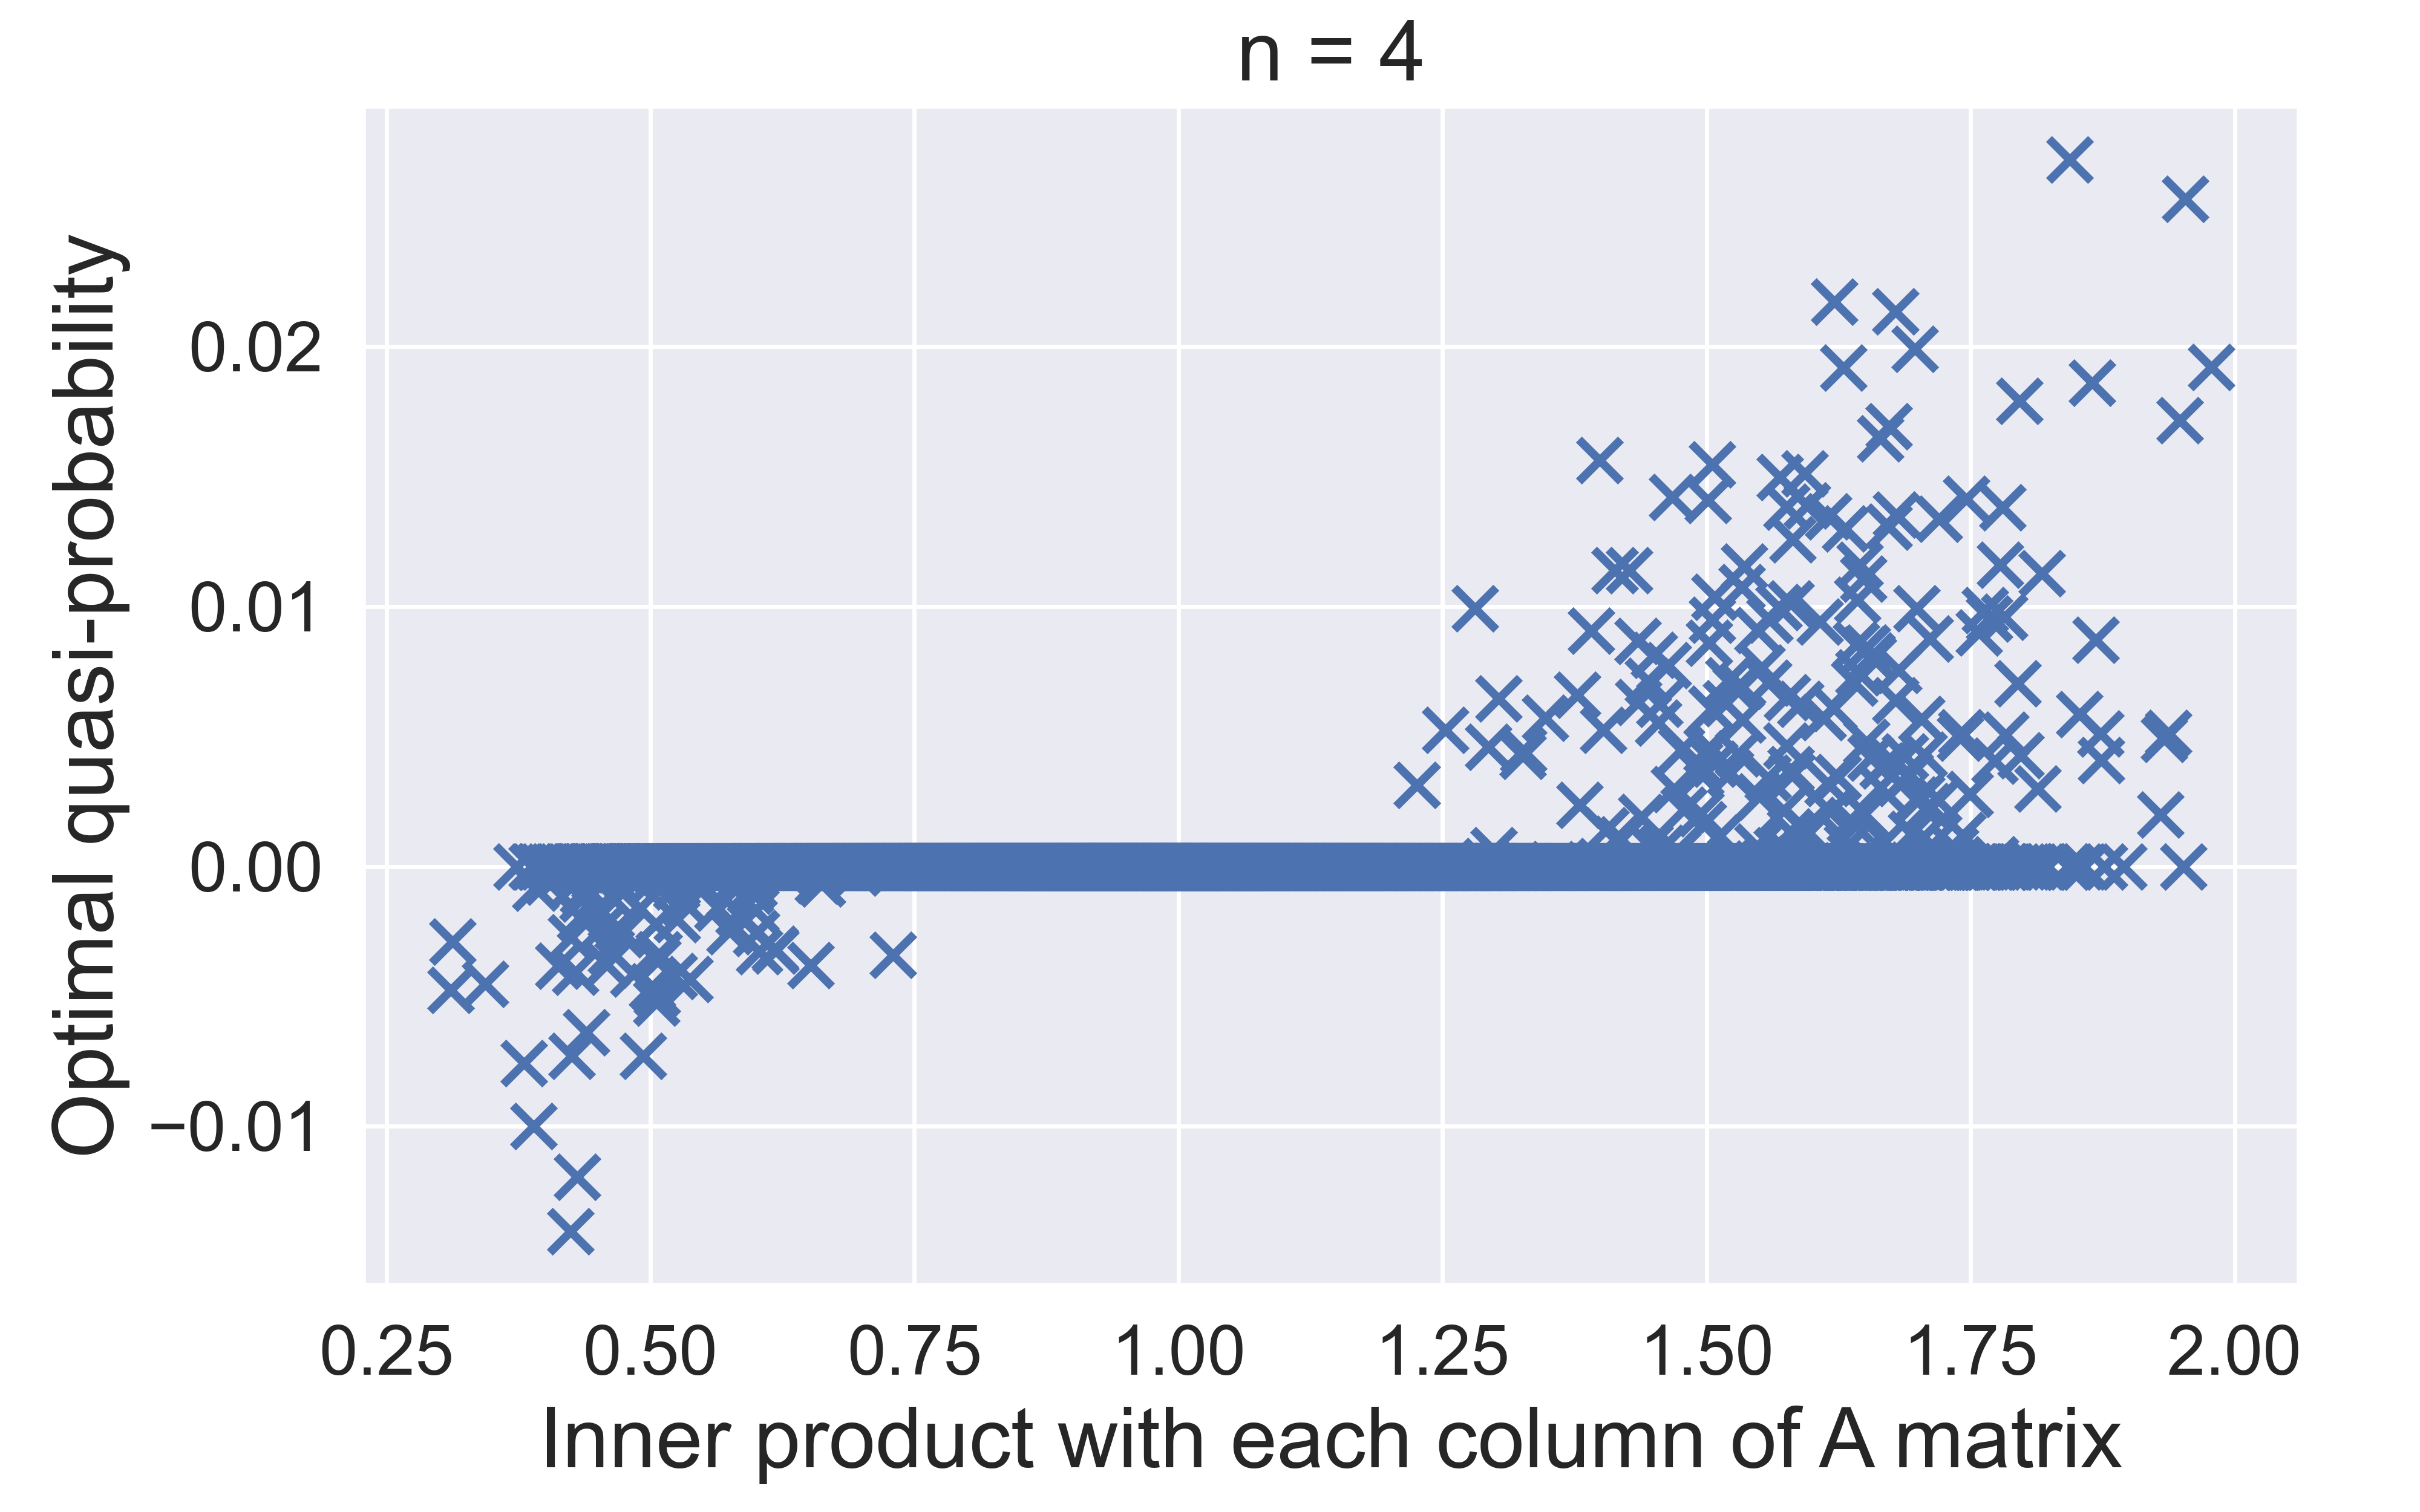 n = 4
Optimal quasi-probability
0.02
0.01
0.00
−0.01
0.25 0.50 0.75 1.00 1.25 1.50 1.75 2.00
Inner product with each column of A matrix